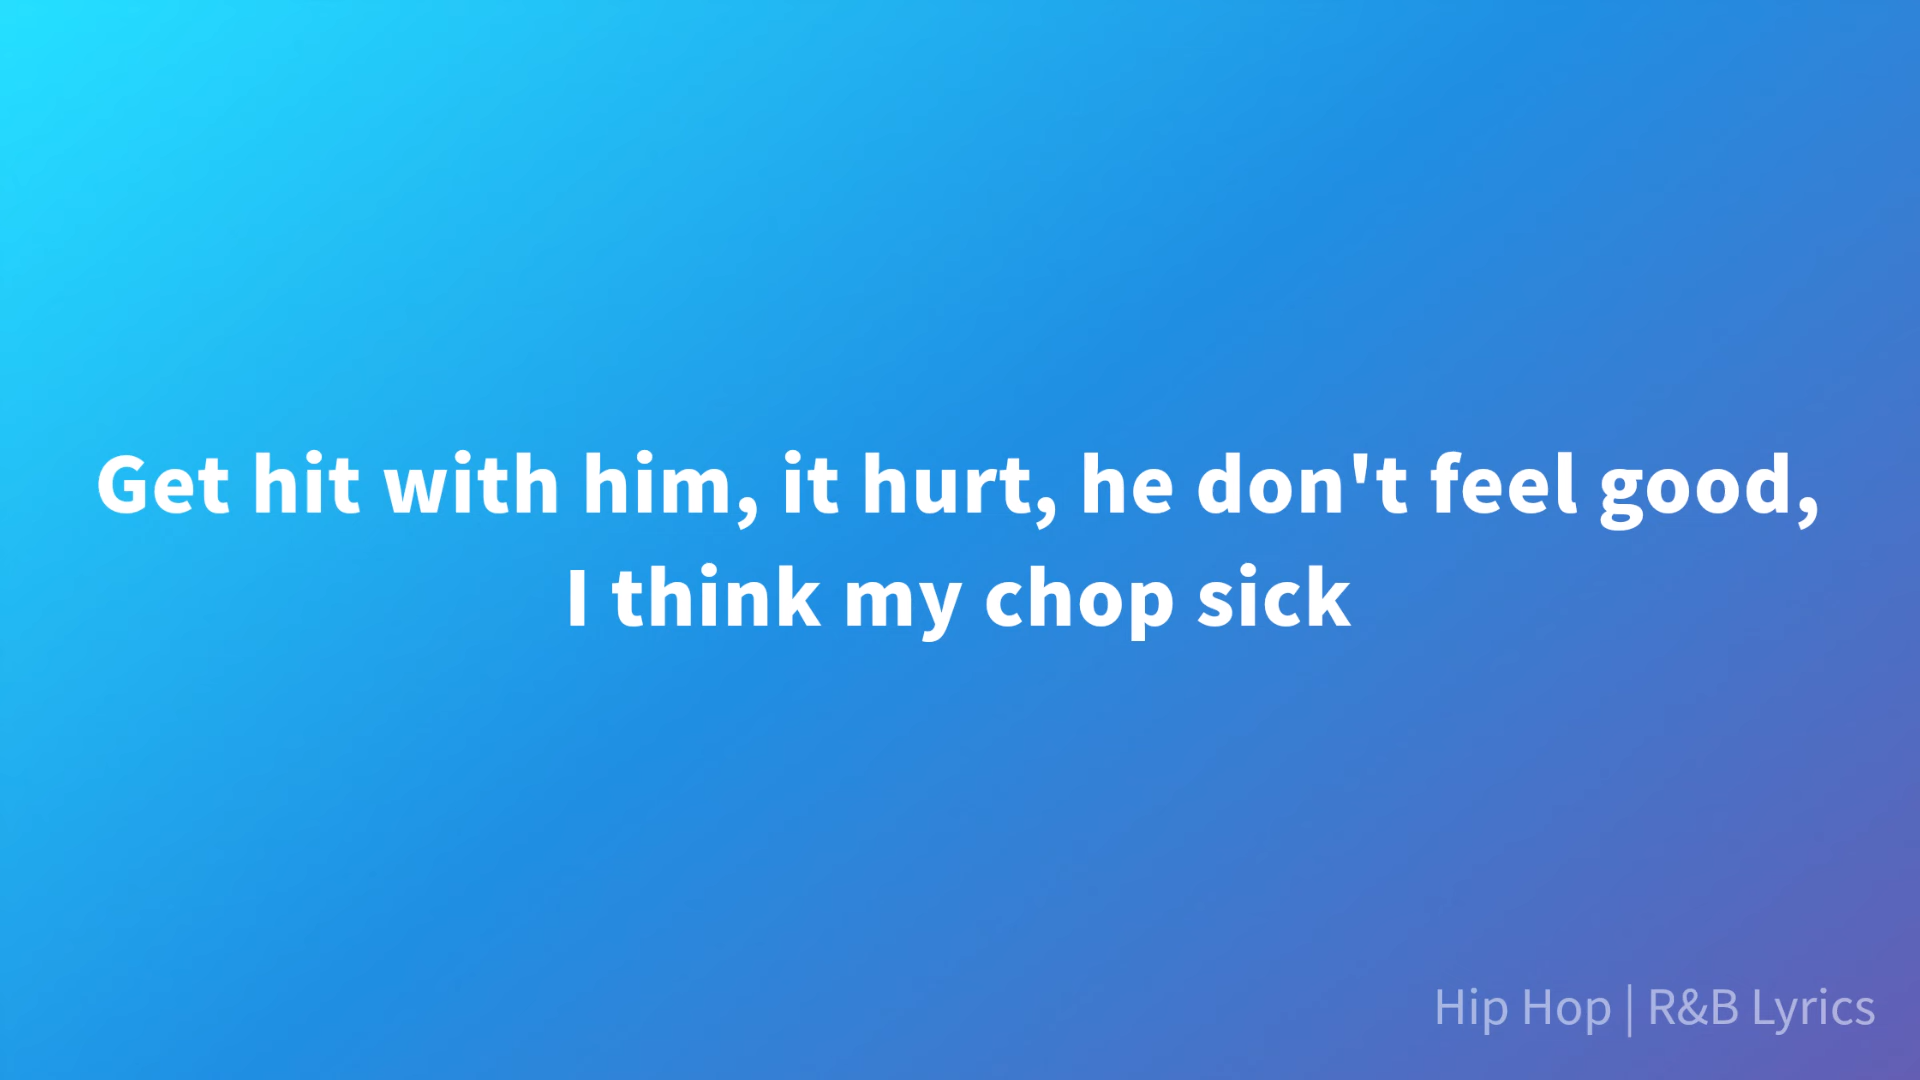 Get hit with him, it hurt, he don't feel good,
I think my chop sick
Hip Hop | R&B Lyrics